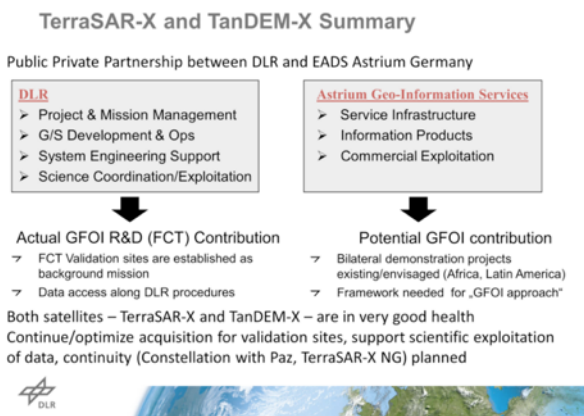 TerraSAR-X and TanDEM-X Summary
Public Private Partnership between DLR and EADS Astrium Germany
DLR
➢ Project & Mission Management
➢ G/S Development & Ops
➢ System Engineering Support
➢ Science Coordination/Exploitation
Astrium Geo-Information Services
➢ Service Infrastructure
➢ Information Products
➢ Commercial Exploitation
Actual GFOI R&D (FCT) Contribution
FCT Validation sites are established as
background mission
Data access along DLR procedures
Potential GFOI contribution
Bilateral demonstration projects
existing/envisaged (Africa, Latin America)
Framework needed for „GFOI approach“
Both satellites – TerraSAR-X and TanDEM-X – are in very good health
Continue/optimize acquisition for validation sites, support scientific exploitation
of data, continuity (Constellation with Paz, TerraSAR-X NG) planned
DLR